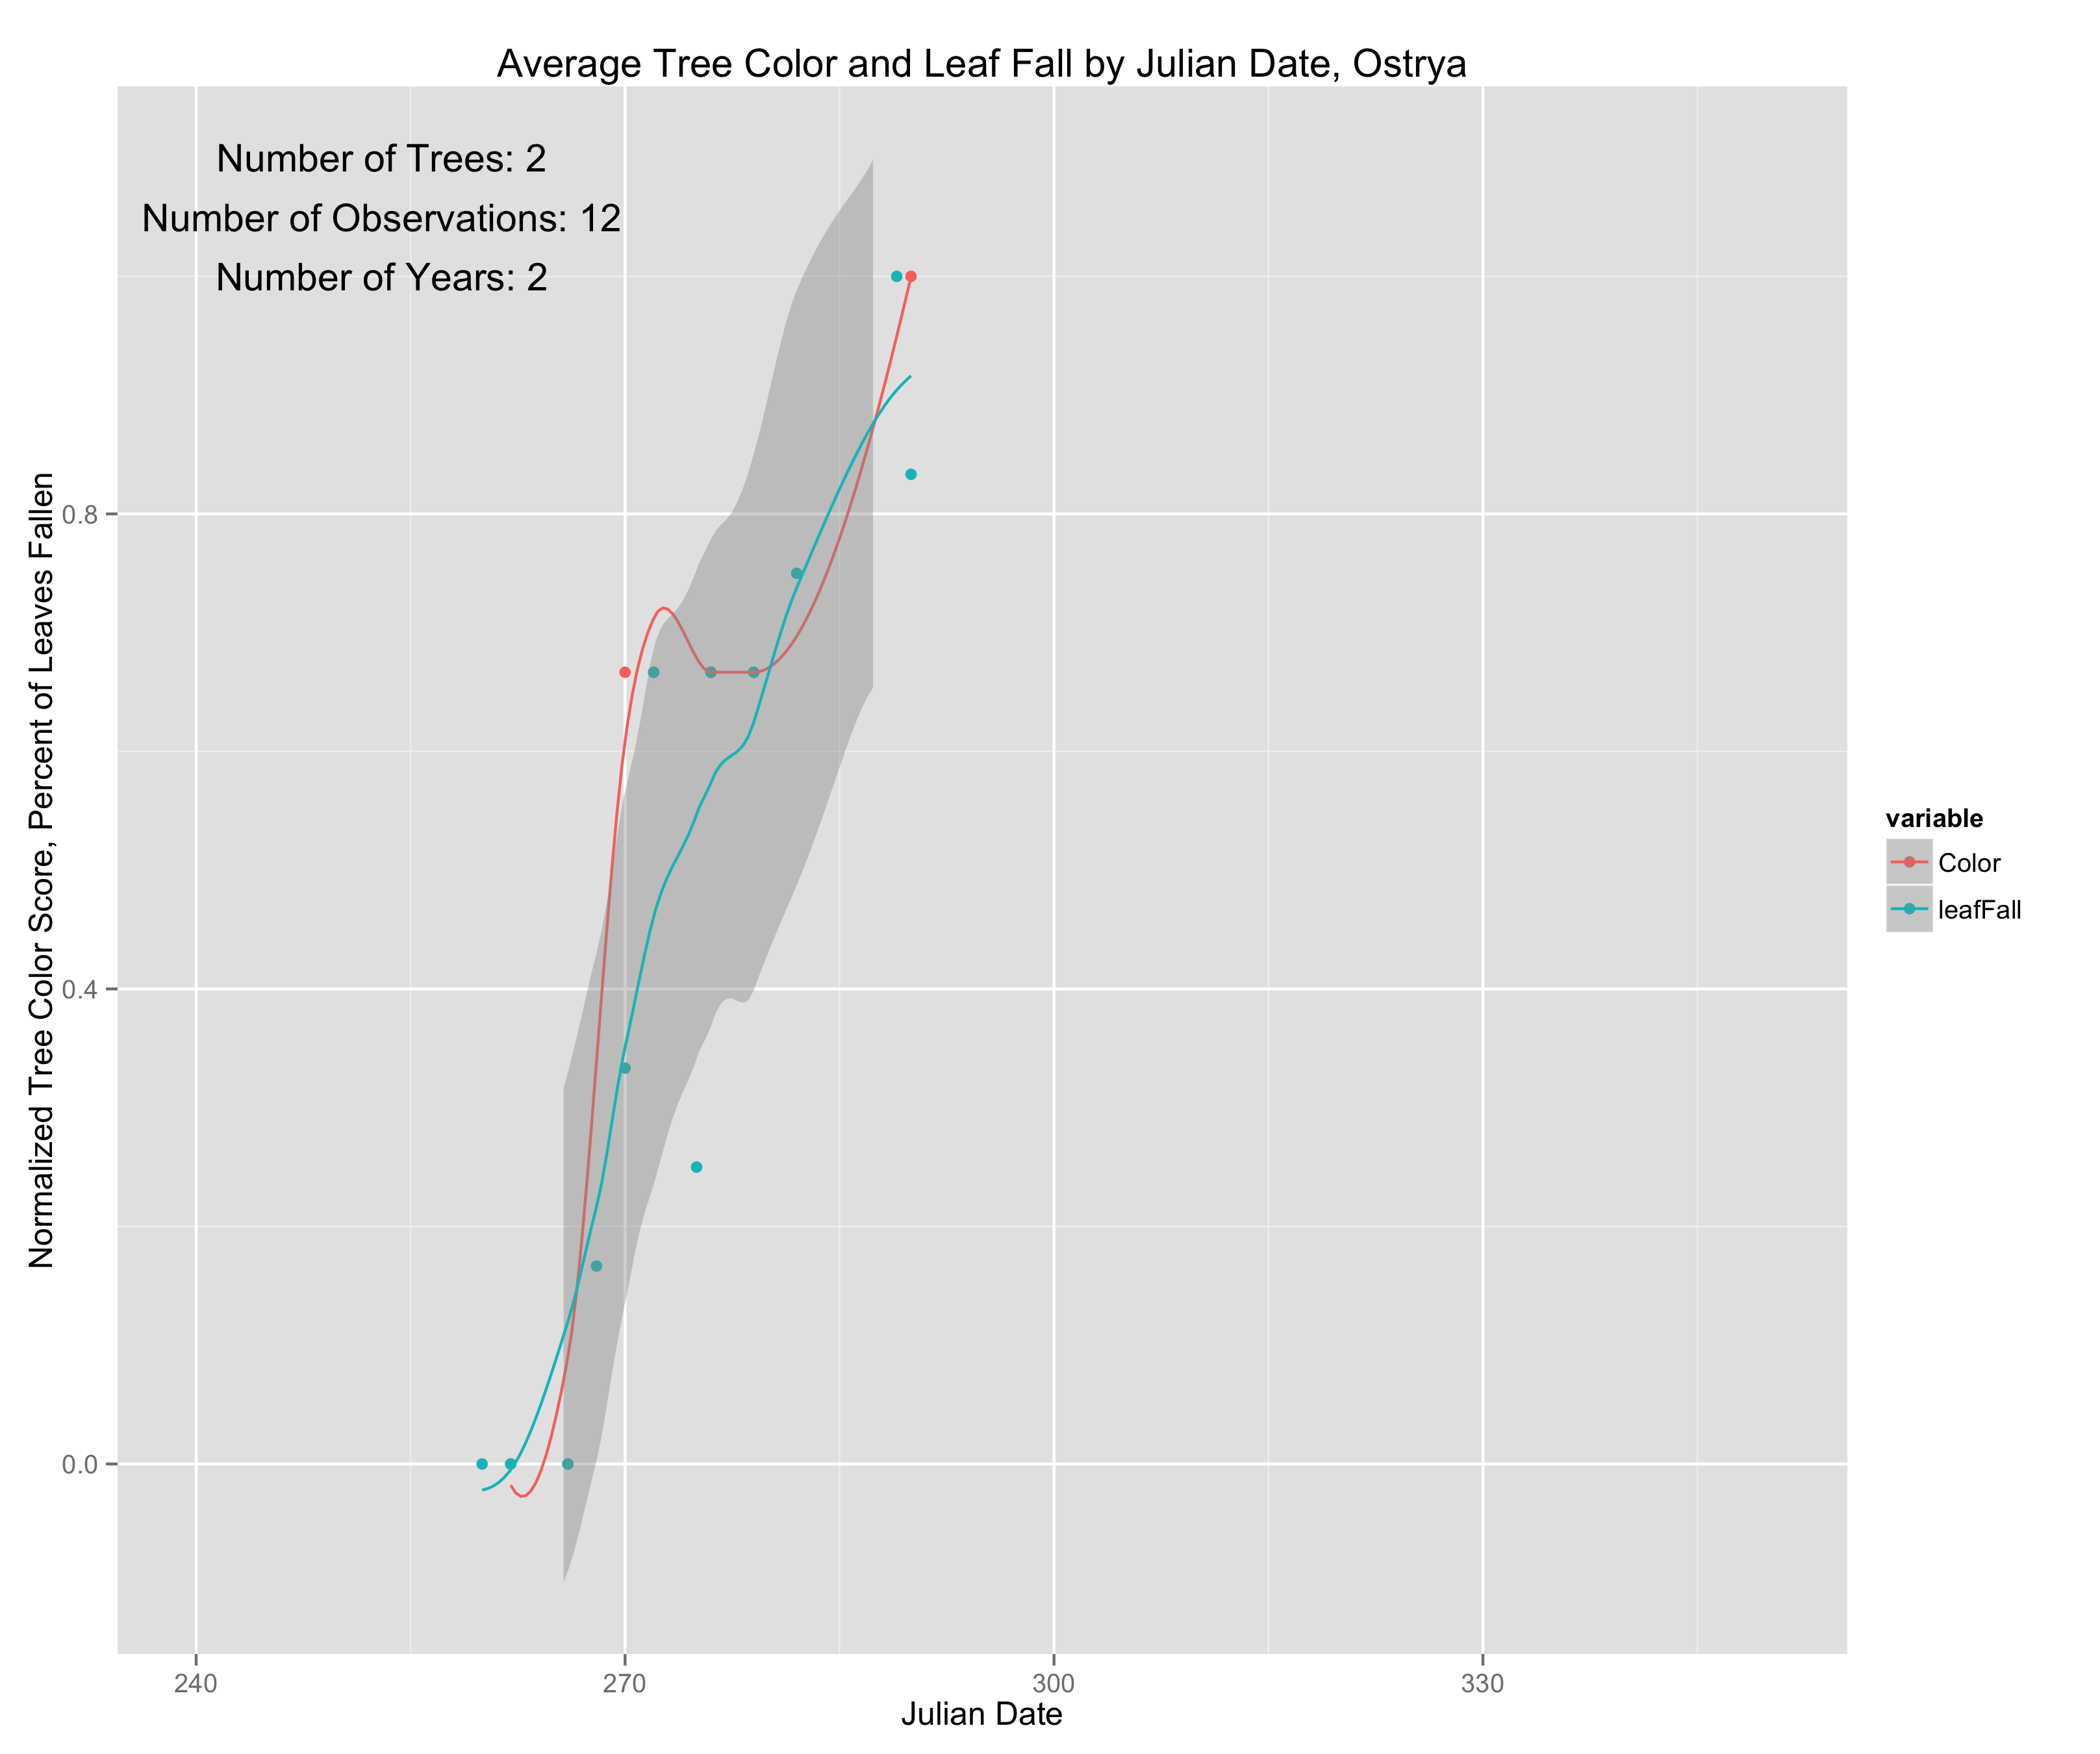 Average Tree Color and Leaf Fall by Julian Date, Ostrya
Number of Trees: 2
Number of Observations: 12
Number of Years: 2
Normalized Tree Color Score, Percent of Leaves Fallen
0.8
0.4
0.0
240
270
300
330
Julian Date
variable
Color
leafFall